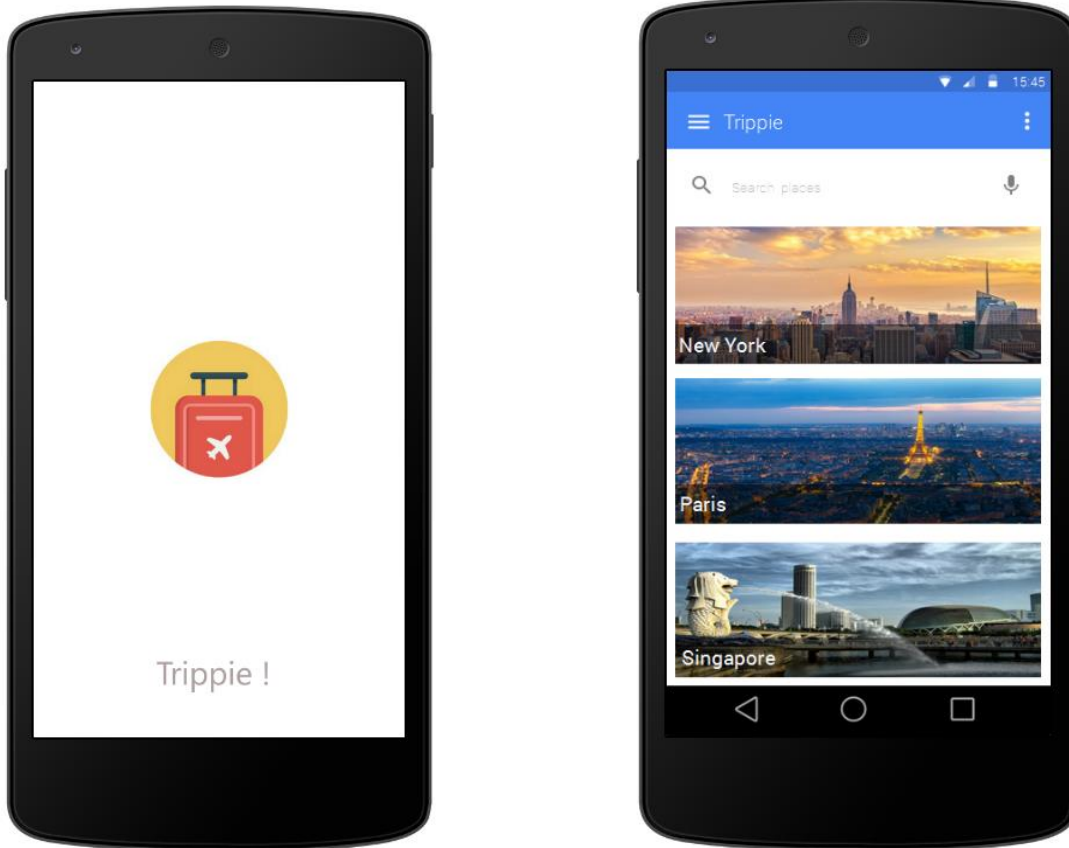 Trippie !
15:45
Trippie
Search places
New York
Paris
Singapore